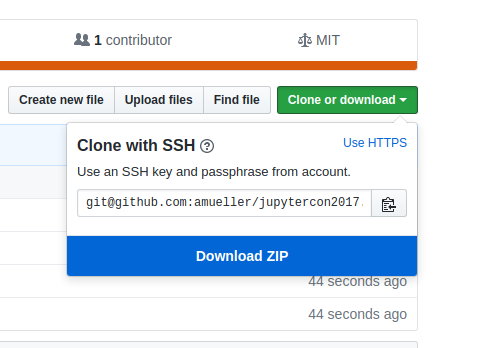 1 contributor
MIT
Create new file
Upload files
Find file
Clone or download
Clone with SSH
Use HTTPS
Use an SSH key and passphrase from account.
git@github.com:amueller/jupytercon2017.
Download ZIP
44 seconds ago
44 seconds ago